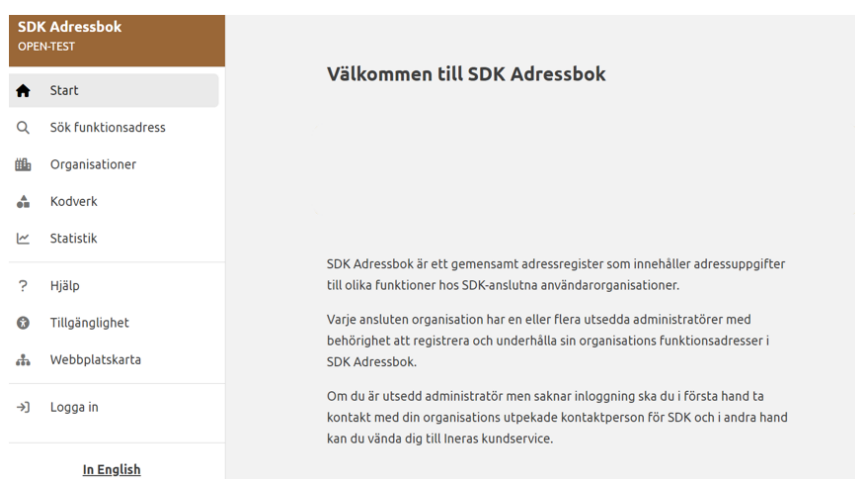 SDK Adressbok
OPEN-TEST
Start
Sök funktionsadress
Organisationer
Kodverk
Statistik
Hjälp
Tillgänglighet
Webbplatskarta
Logga in
In English
Välkommen till SDK Adressbok
SDK Adressbok är ett gemensamt adressregister som innehåller adressuppgifter
till olika funktioner hos SDK-anslutna användarorganisationer.
Varje ansluten organisation har en eller flera utsedda administratörer med
behörighet att registrera och underhålla sin organisations funktionsadresser i
SDK Adressbok.
Om du är utsedd administratör men saknar inloggning ska du i första hand ta
kontakt med din organisations utpekade kontaktperson för SDK och i andra hand
kan du vända dig till Ineras kundservice.